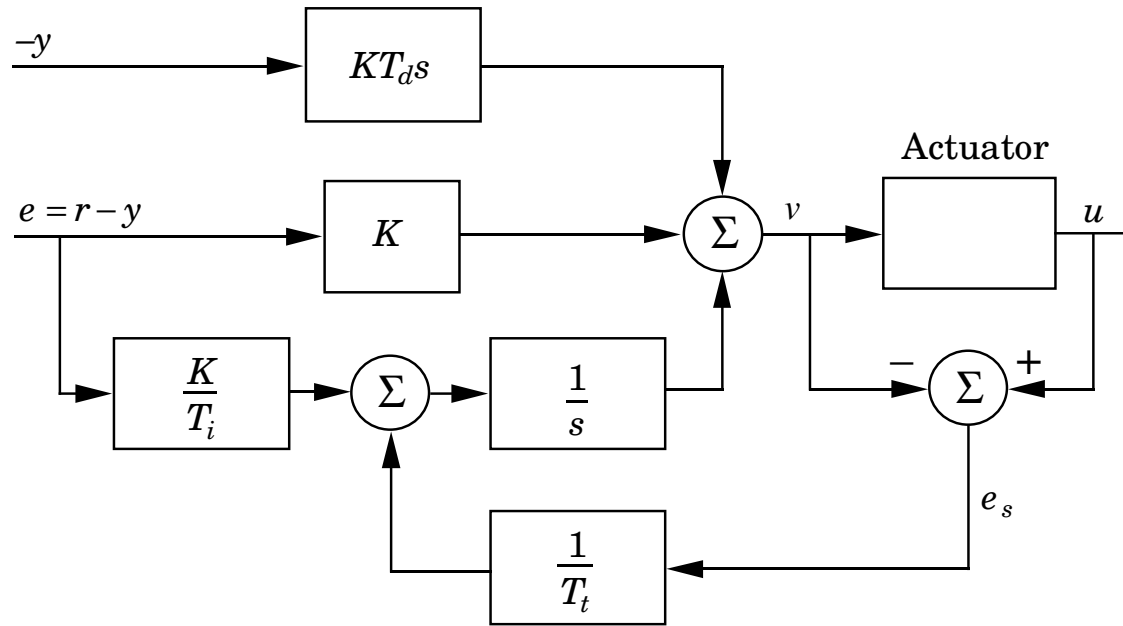 –y
KT_d s
Actuator
e = r – y
K
Σ
v
u
K
T_i
Σ
1
s
–
Σ
+
e_s
1
T_t